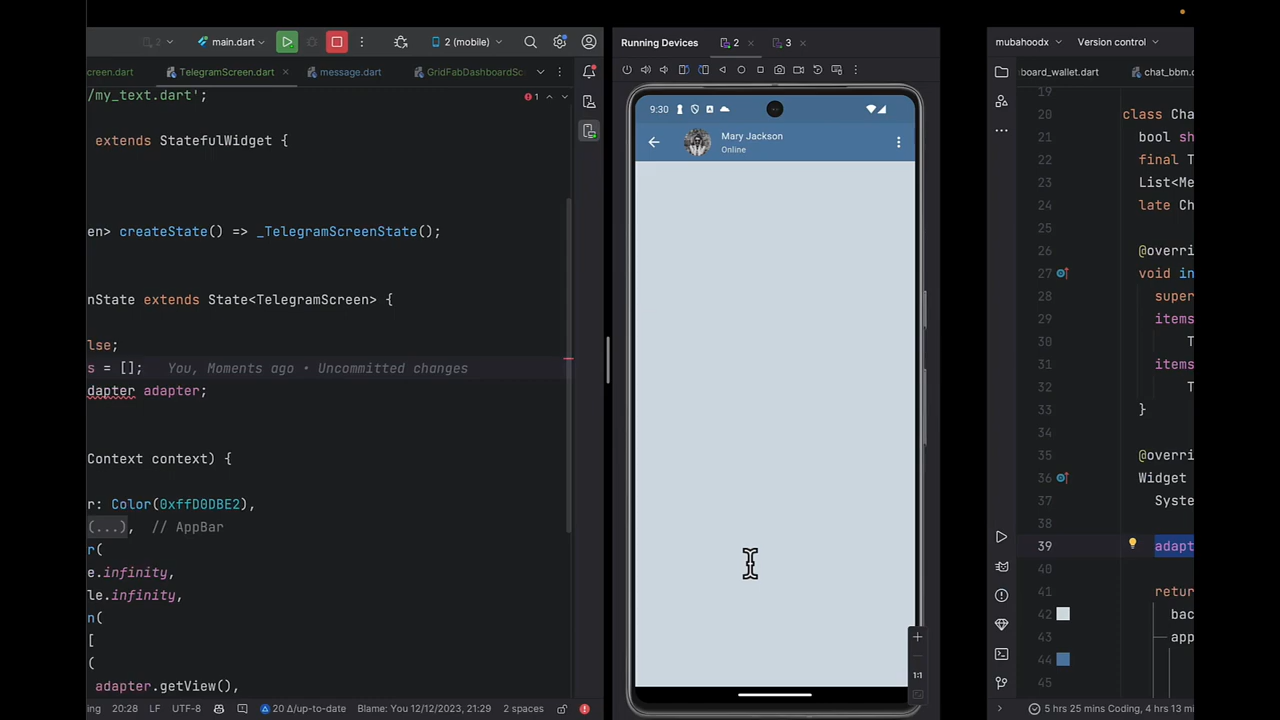 2
main.dart
2 (mobile)
Running Devices
2
3
mubahoodx
Version control
creen.dart
TelegramScreen.dart
message.dart
GridFabDashboardSc
board_wallet.dart
chat_bbm.
/my_text.dart';
1
extends StatefulWidget {
en> createState() => _TelegramScreenState();
nState extends State<TelegramScreen> {
lse;
s = []; You, Moments ago • Uncommitted changes
dapter adapter;
Context context) {
r: Color(0xffD0DBE2),
(...), // AppBar
r(
e.infinity,
le.infinity,
n(
[
(
adapter.getView(),
ng
20:28
LF
UTF-8
20 Δ/up-to-date
Blame: You 12/12/2023, 21:29
2 spaces
9:30
Mary Jackson
Online
1:1
19
20 class Cha
21 bool sh
22 final T
23 List<Me
24 late Ch
25
26 @overri
27 void in
28 super
29 items
30 T
31 items
32 T
33 }
34
35 @overri
36 Widget
37 System
38
39 adapt
40
41 retur
42 bac
43 app
44
45
5 hrs 25 mins Coding, 4 hrs 13 m